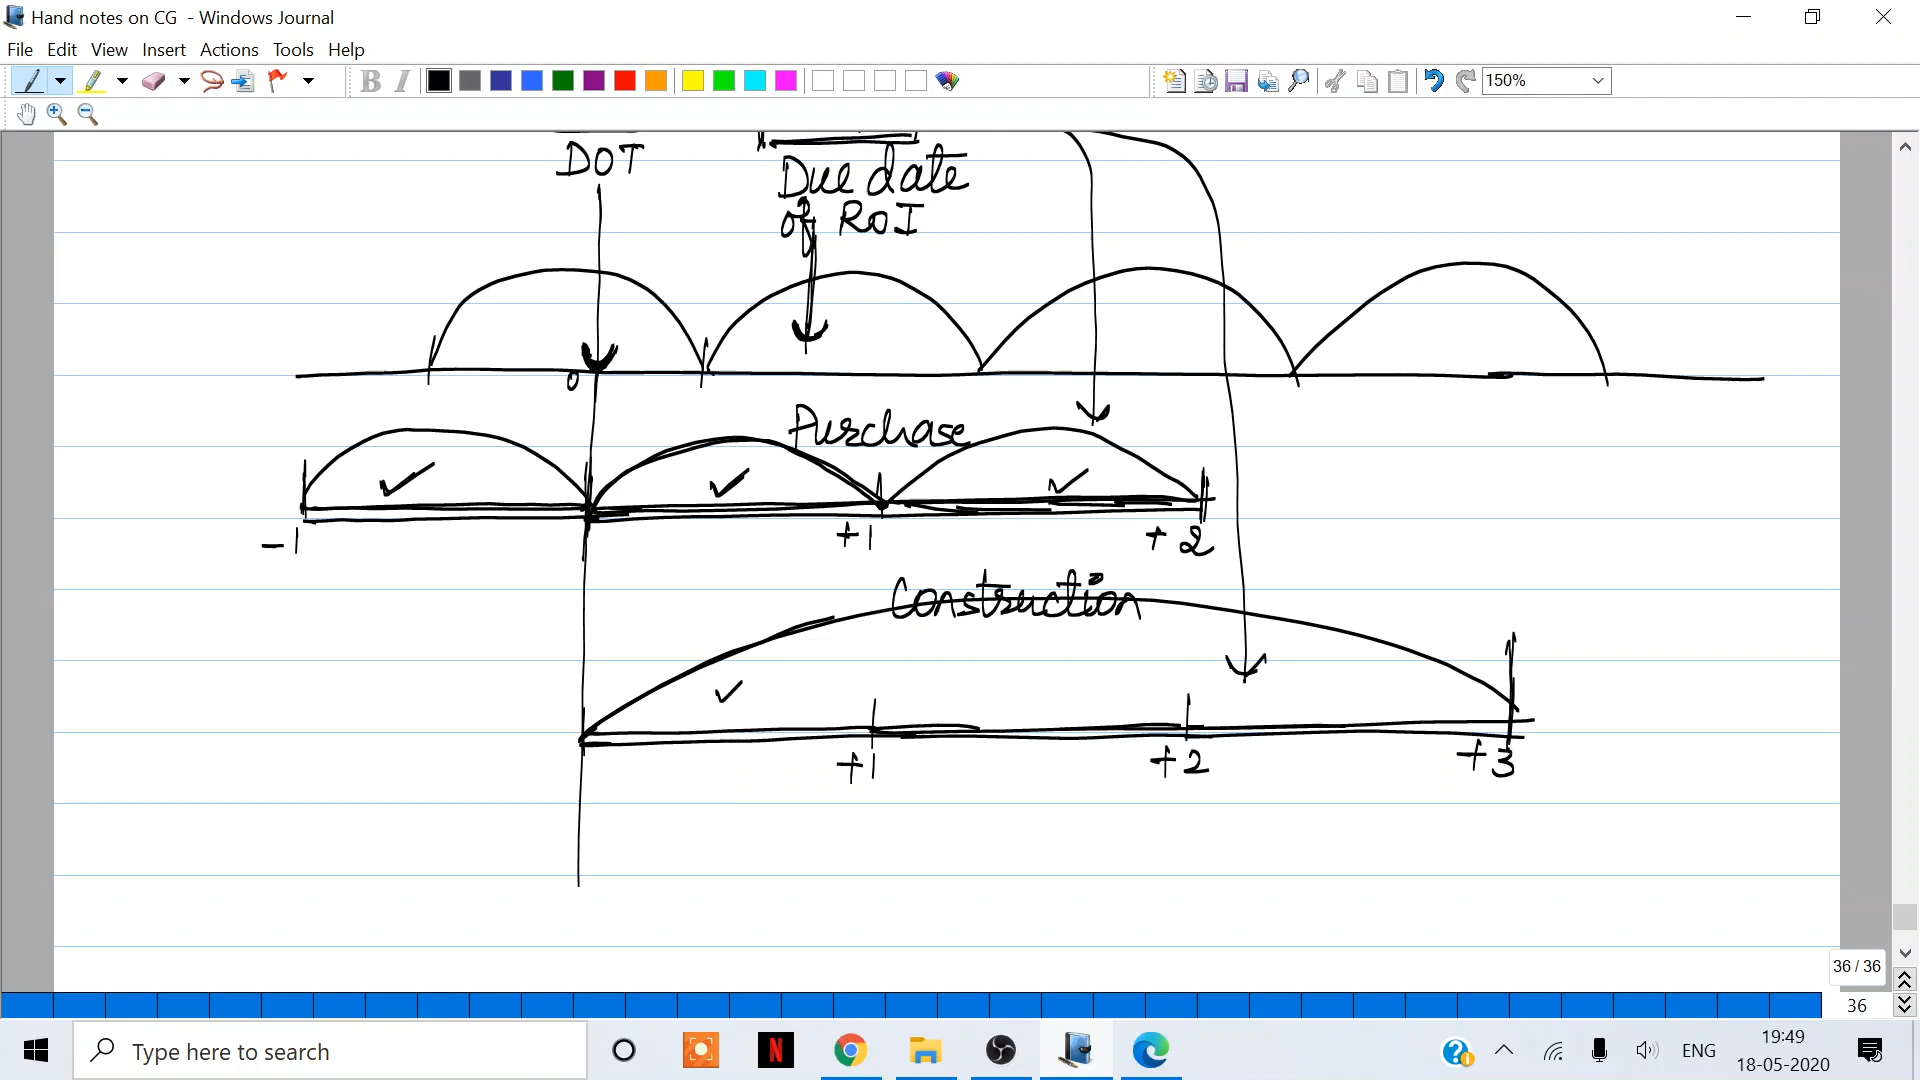 Hand notes on CG - Windows Journal
File Edit View Insert Actions Tools Help
B I 150%
DOT
Due date
of ROI
0
Purchase
-1 +1 +2
Construction
+1 +2 +3
36 / 36
36
Type here to search
N
ENG
19:49
18-05-2020